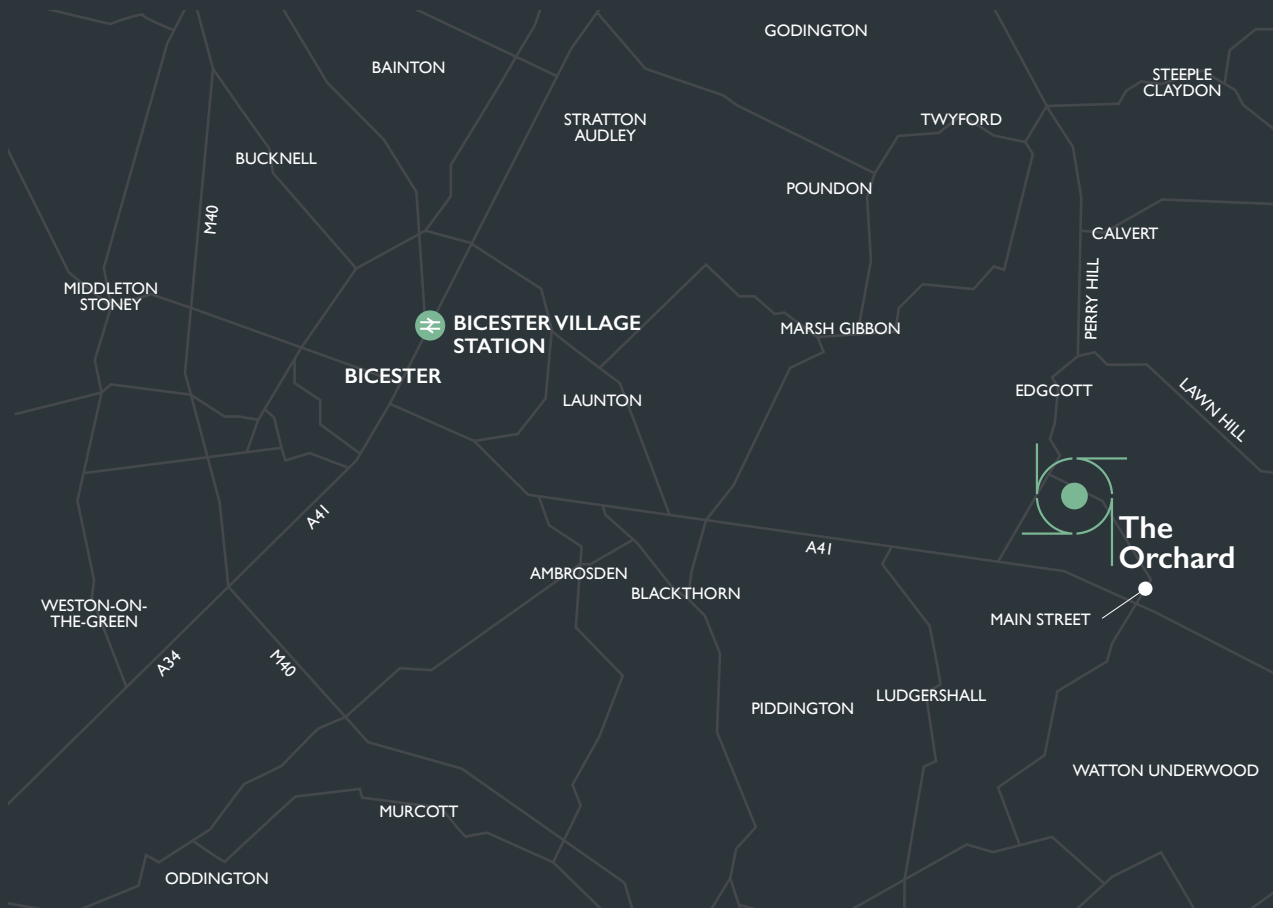 GODINGTON
BAINTON
STEEPLE
CLAYDON
STRATTON
AUDLEY
TWYFORD
BUCKNELL
POUNDON
M40
CALVERT
MIDDLETON
STONEY
PERRY HILL
BICESTER VILLAGE
STATION
MARSH GIBBON
BICESTER
EDGCOTT
LAUNTON
LAWN HILL
A41
The
Orchard
A41
AMBROSDEN
BLACKTHORN
WESTON-ON-
THE-GREEN
MAIN STREET
A34
M40
LUDGERSHALL
PIDDINGTON
WATTON UNDERWOOD
MURCOTT
ODDINGTON